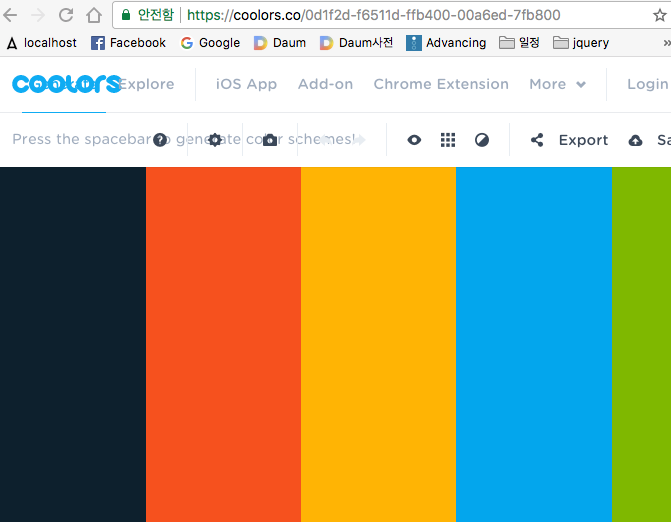 안전함 https://coolors.co/0d1f2d-f6511d-ffb400-00a6ed-7fb800
localhost Facebook Google Daum Daum사전 Advancing 일정 jquery »
coolors Generate Explore iOS App Add-on Chrome Extension More Login
Press the spacebar to generate color schemes! Export Sa